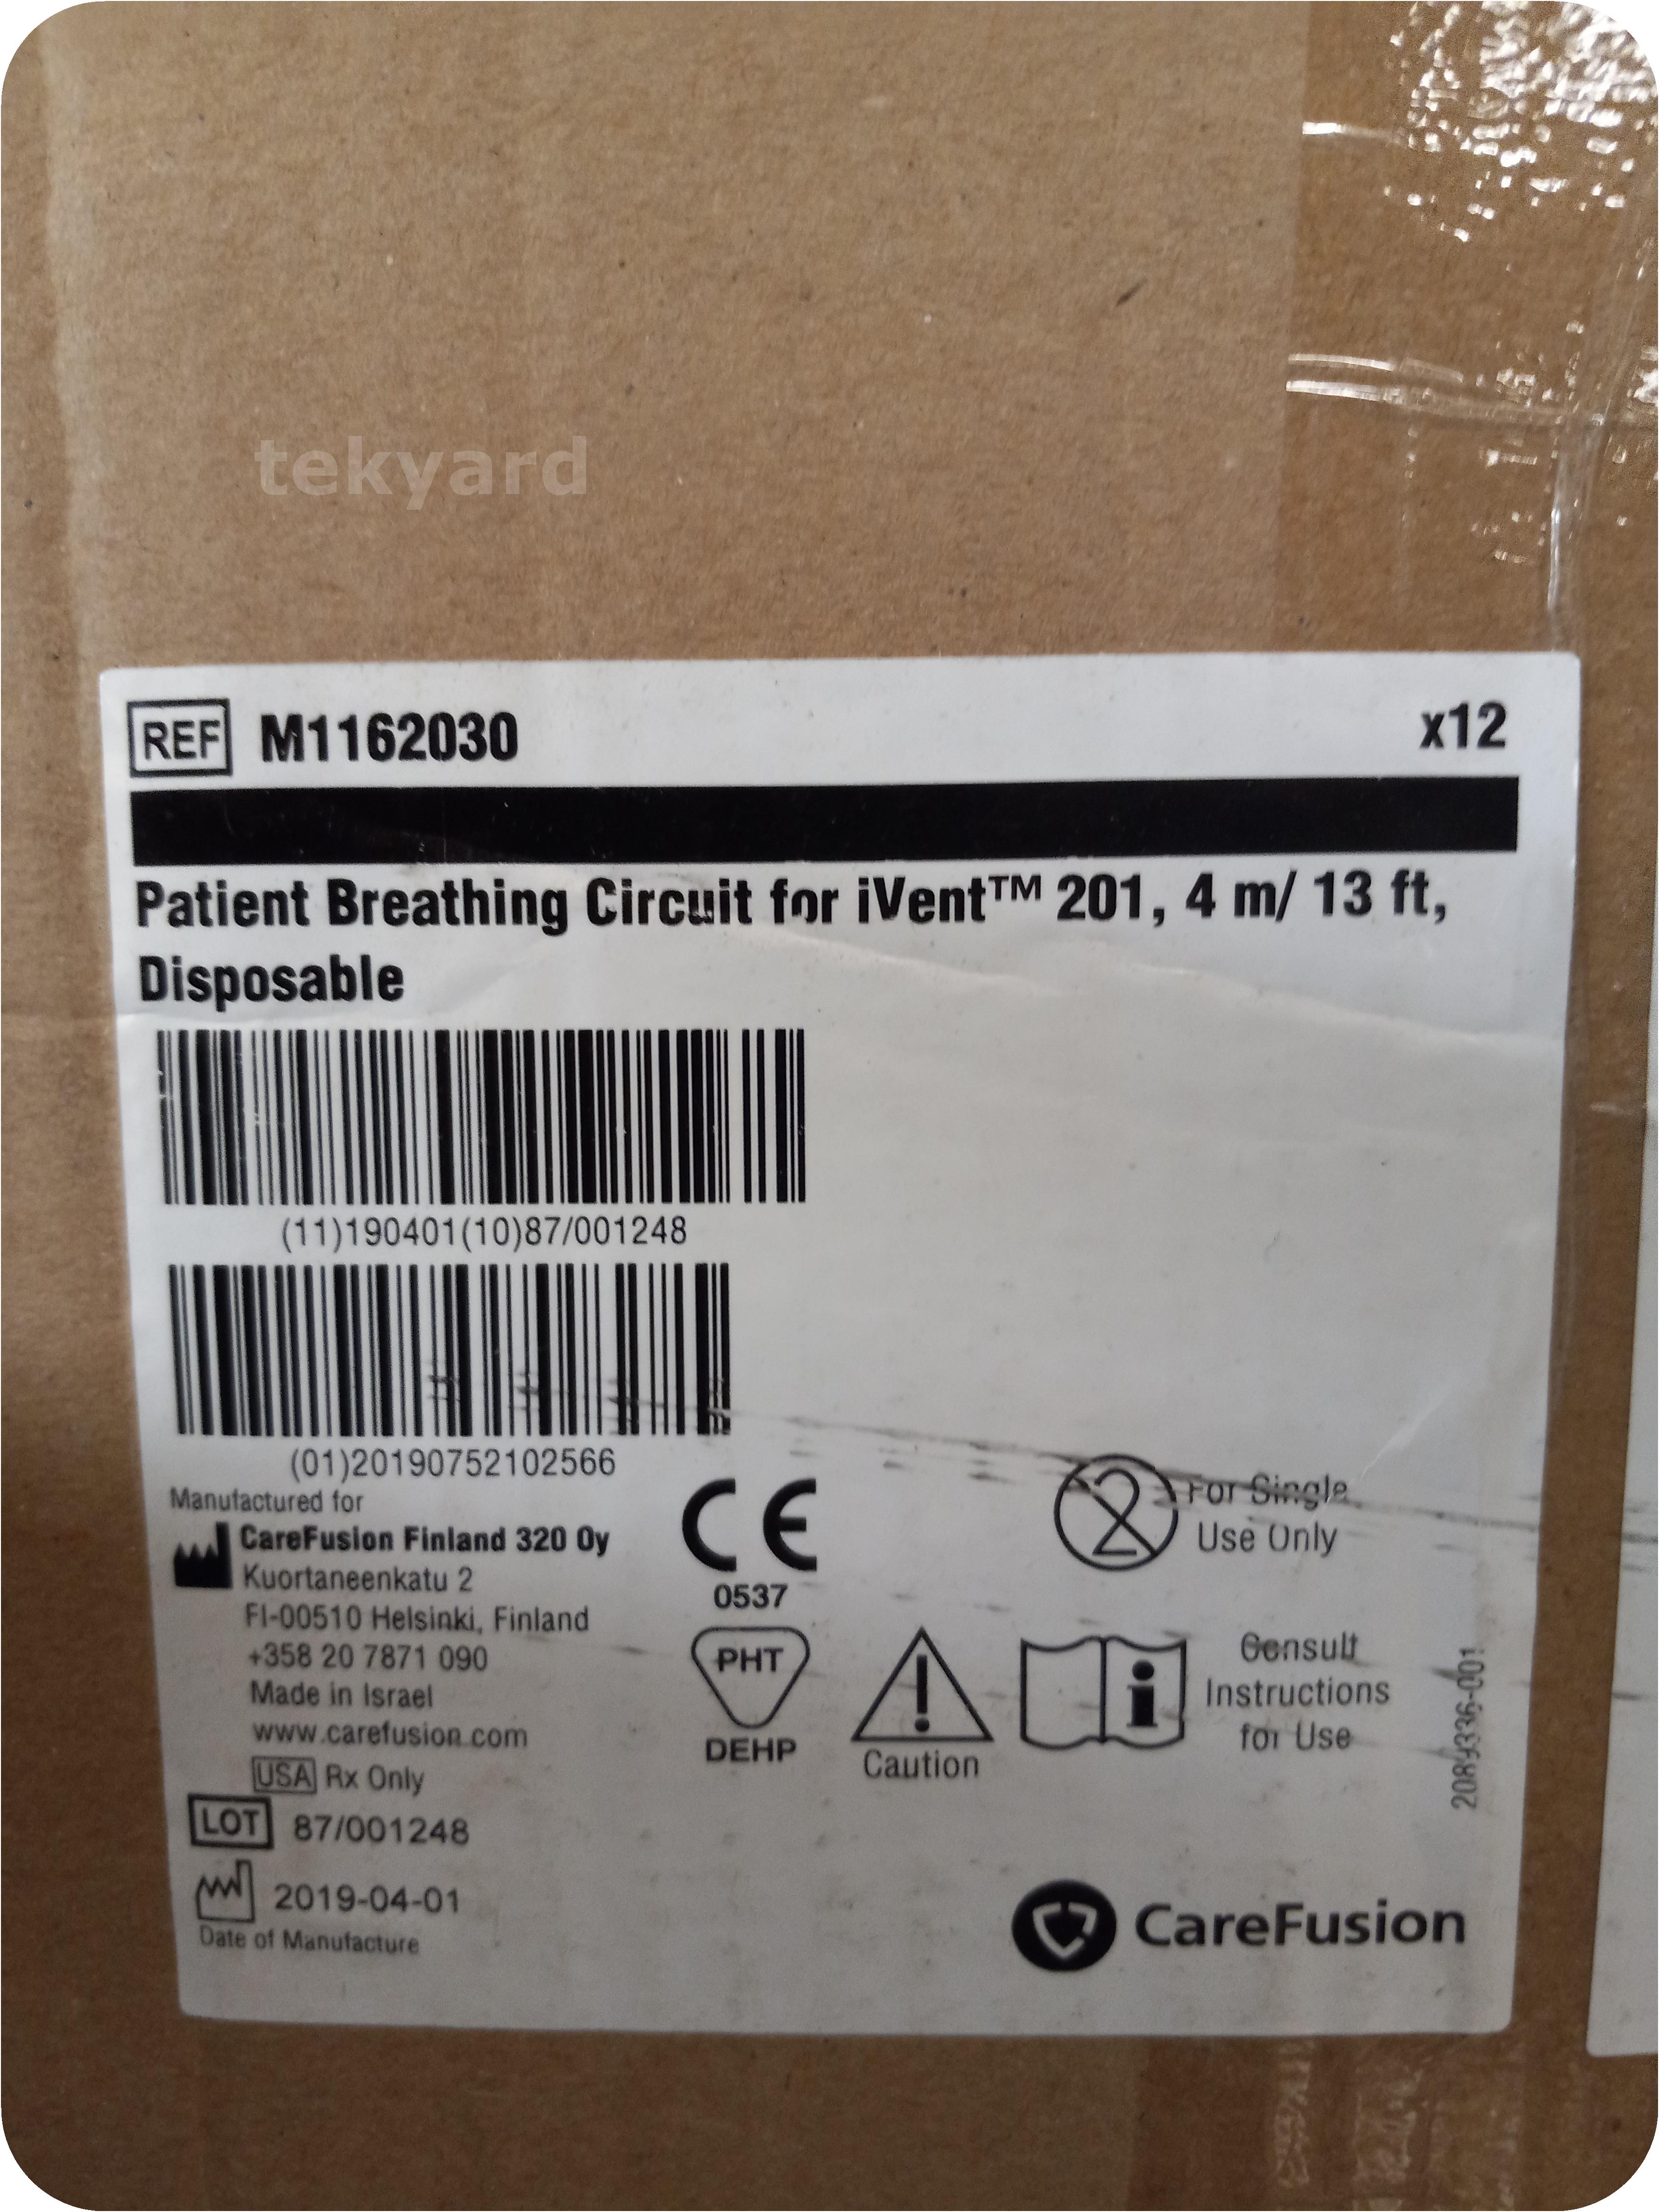 tekyard
REF M1162030 x12
Patient Breathing Circuit for iVent™ 201, 4 m/ 13 ft,
Disposable
(11)190401(10)87/001248
(01)20190752102566
Manufactured for
CareFusion Finland 320 Oy
Kuortaneenkatu 2
FI-00510 Helsinki, Finland
+358 20 7871 090
Made in Israel
www.carefusion.com
USA Rx Only
LOT 87/001248
2019-04-01
Date of Manufacture
CE
0537
2 For Single
Use Only
PHT
DEHP
Caution
Consult
Instructions
for Use
2089336-001
CareFusion